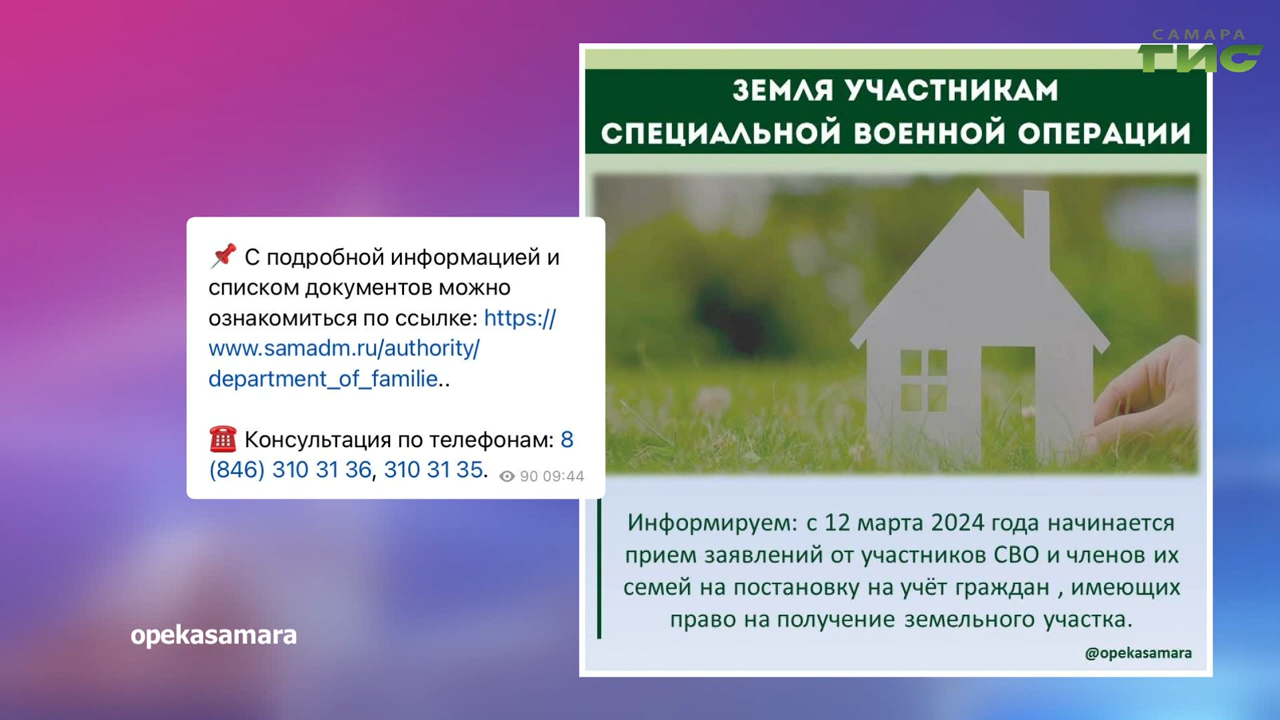 САМАРА
ГИС
ЗЕМЛЯ УЧАСТНИКАМ
СПЕЦИАЛЬНОЙ ВОЕННОЙ ОПЕРАЦИИ
📌 С подробной информацией и
списком документов можно
ознакомиться по ссылке: https://
www.samadm.ru/authority/
department_of_familie..
☎️ Консультация по телефонам: 8
(846) 310 31 36, 310 31 35.
90 09:44
Информируем: с 12 марта 2024 года начинается
прием заявлений от участников СВО и членов их
семей на постановку на учёт граждан , имеющих
право на получение земельного участка.
@opekasamara
opekasamara